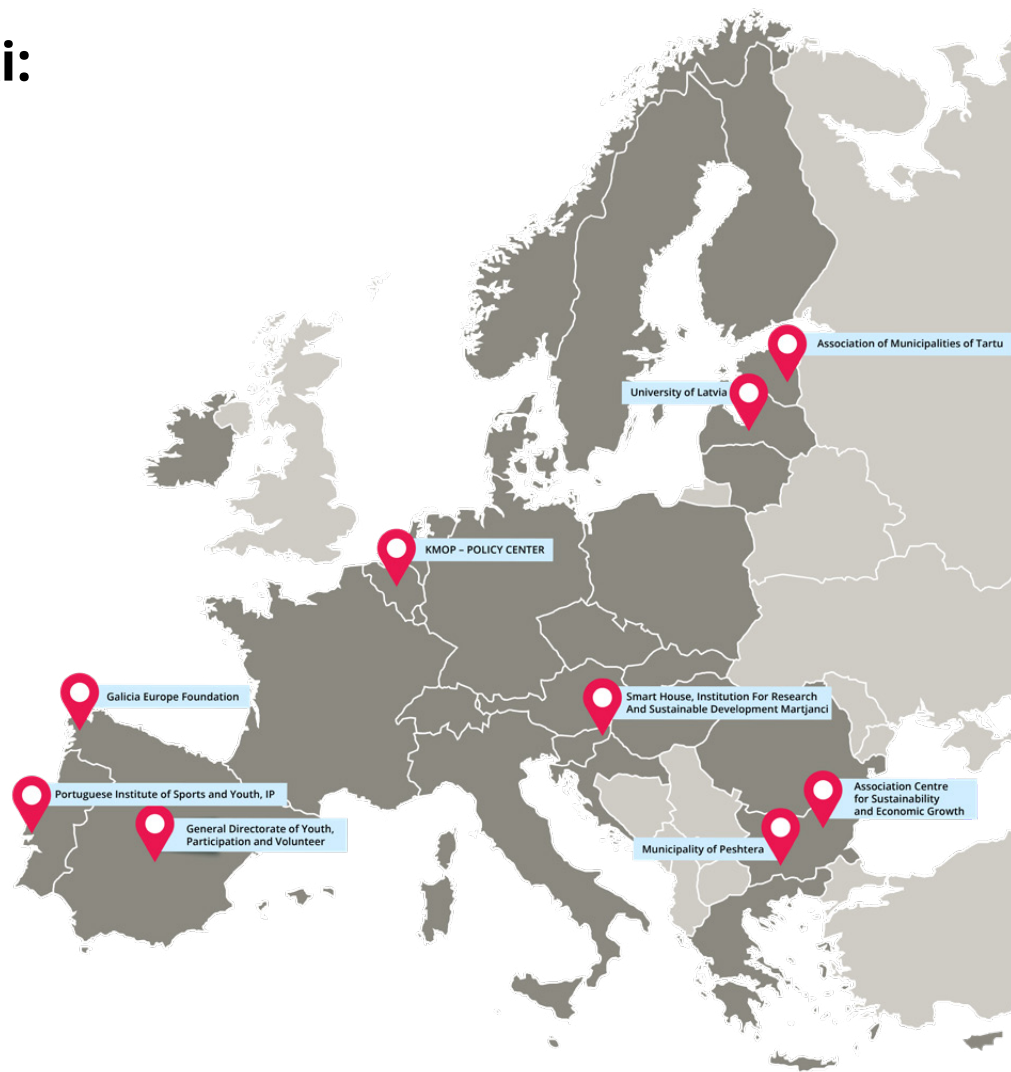 i:
Association of Municipalities of Tartu
University of Latvia
KMOP – POLICY CENTER
Galicia Europe Foundation
Smart House, Institution For Research
And Sustainable Development Martjanci
Portuguese Institute of Sports and Youth, IP
Association Centre
for Sustainability
and Economic Growth
General Directorate of Youth,
Participation and Volunteer
Municipality of Peshtera